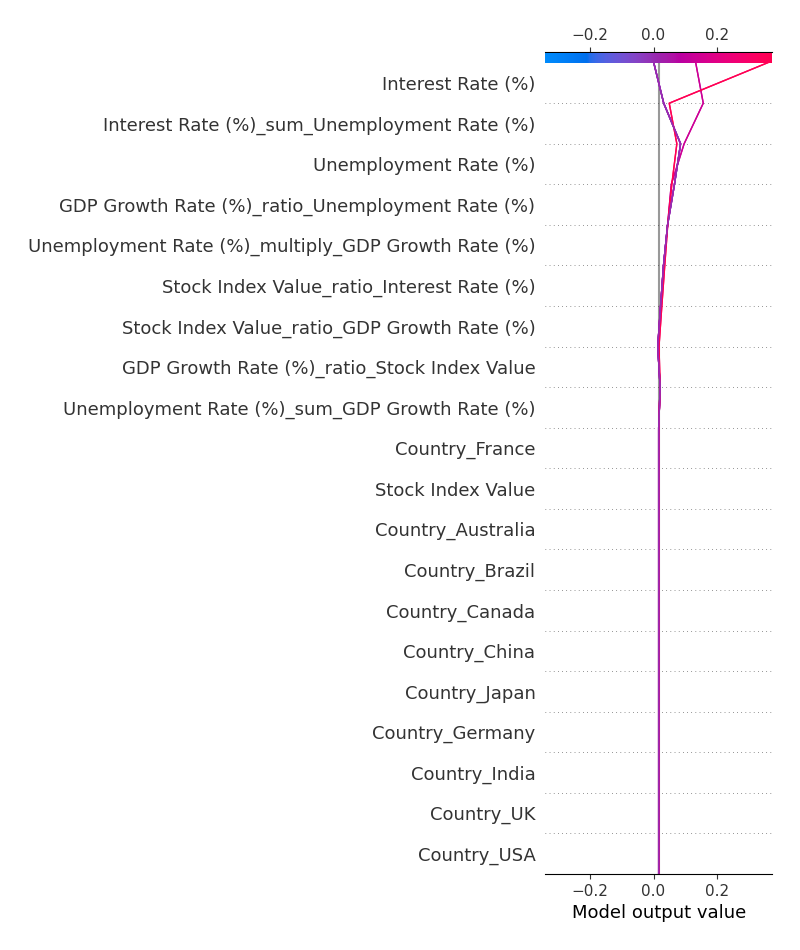 −0.2 0.0 0.2
Interest Rate (%)
Interest Rate (%)_sum_Unemployment Rate (%)
Unemployment Rate (%)
GDP Growth Rate (%)_ratio_Unemployment Rate (%)
Unemployment Rate (%)_multiply_GDP Growth Rate (%)
Stock Index Value_ratio_Interest Rate (%)
Stock Index Value_ratio_GDP Growth Rate (%)
GDP Growth Rate (%)_ratio_Stock Index Value
Unemployment Rate (%)_sum_GDP Growth Rate (%)
Country_France
Stock Index Value
Country_Australia
Country_Brazil
Country_Canada
Country_China
Country_Japan
Country_Germany
Country_India
Country_UK
Country_USA
−0.2 0.0 0.2
Model output value